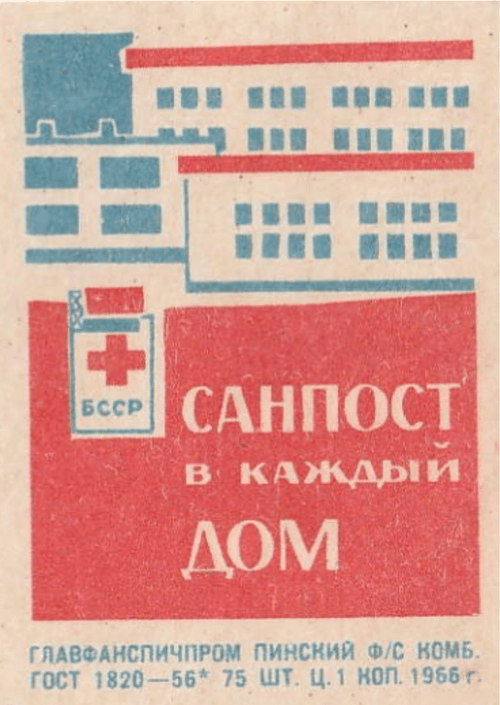 БССР
САНПОСТ
В КАЖДЫЙ
ДОМ
ГЛАВФАНСПИЧПРОМ ПИНСКИЙ Ф/С КОМБ.
ГОСТ 1820—56* 75 ШТ. Ц. 1 КОП. 1966 г.